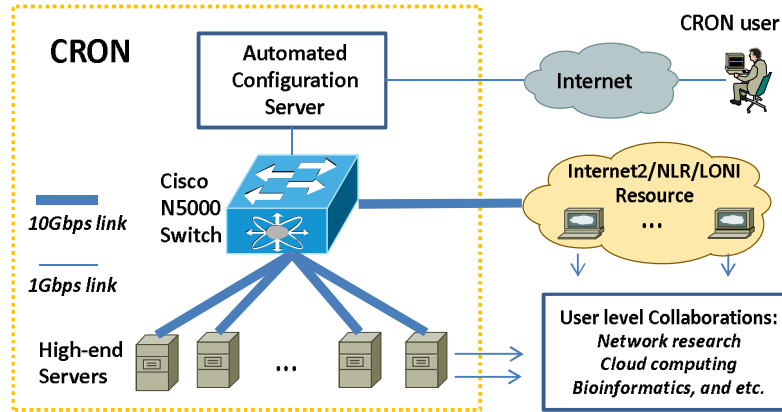 CRON
Automated
Configuration
Server
Internet
CRON user
Cisco
N5000
Switch
Internet2/NLR/LONI
Resource
...
10Gbps link
1Gbps link
High-end
Servers
...
User level Collaborations:
Network research
Cloud computing
Bioinformatics, and etc.